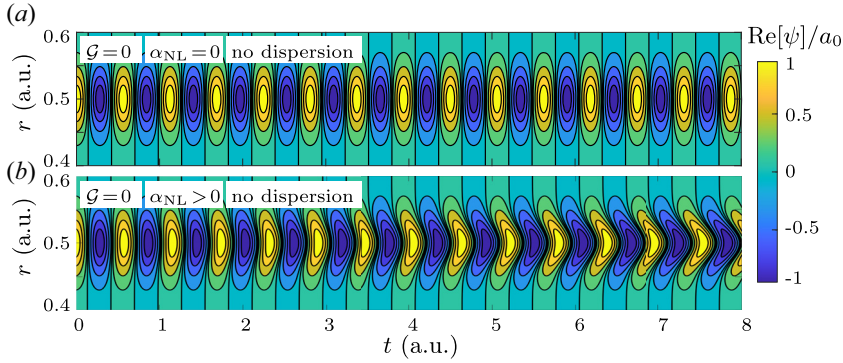 (a)
0.6
0.5
0.4
r (a.u.)
𝒢=0 α_NL=0 no dispersion
(b)
0.6
0.5
0.4
r (a.u.)
𝒢=0 α_NL>0 no dispersion
0 1 2 3 4 5 6 7 8
t (a.u.)
Re[ψ]/a₀
1
0.5
0
-0.5
-1